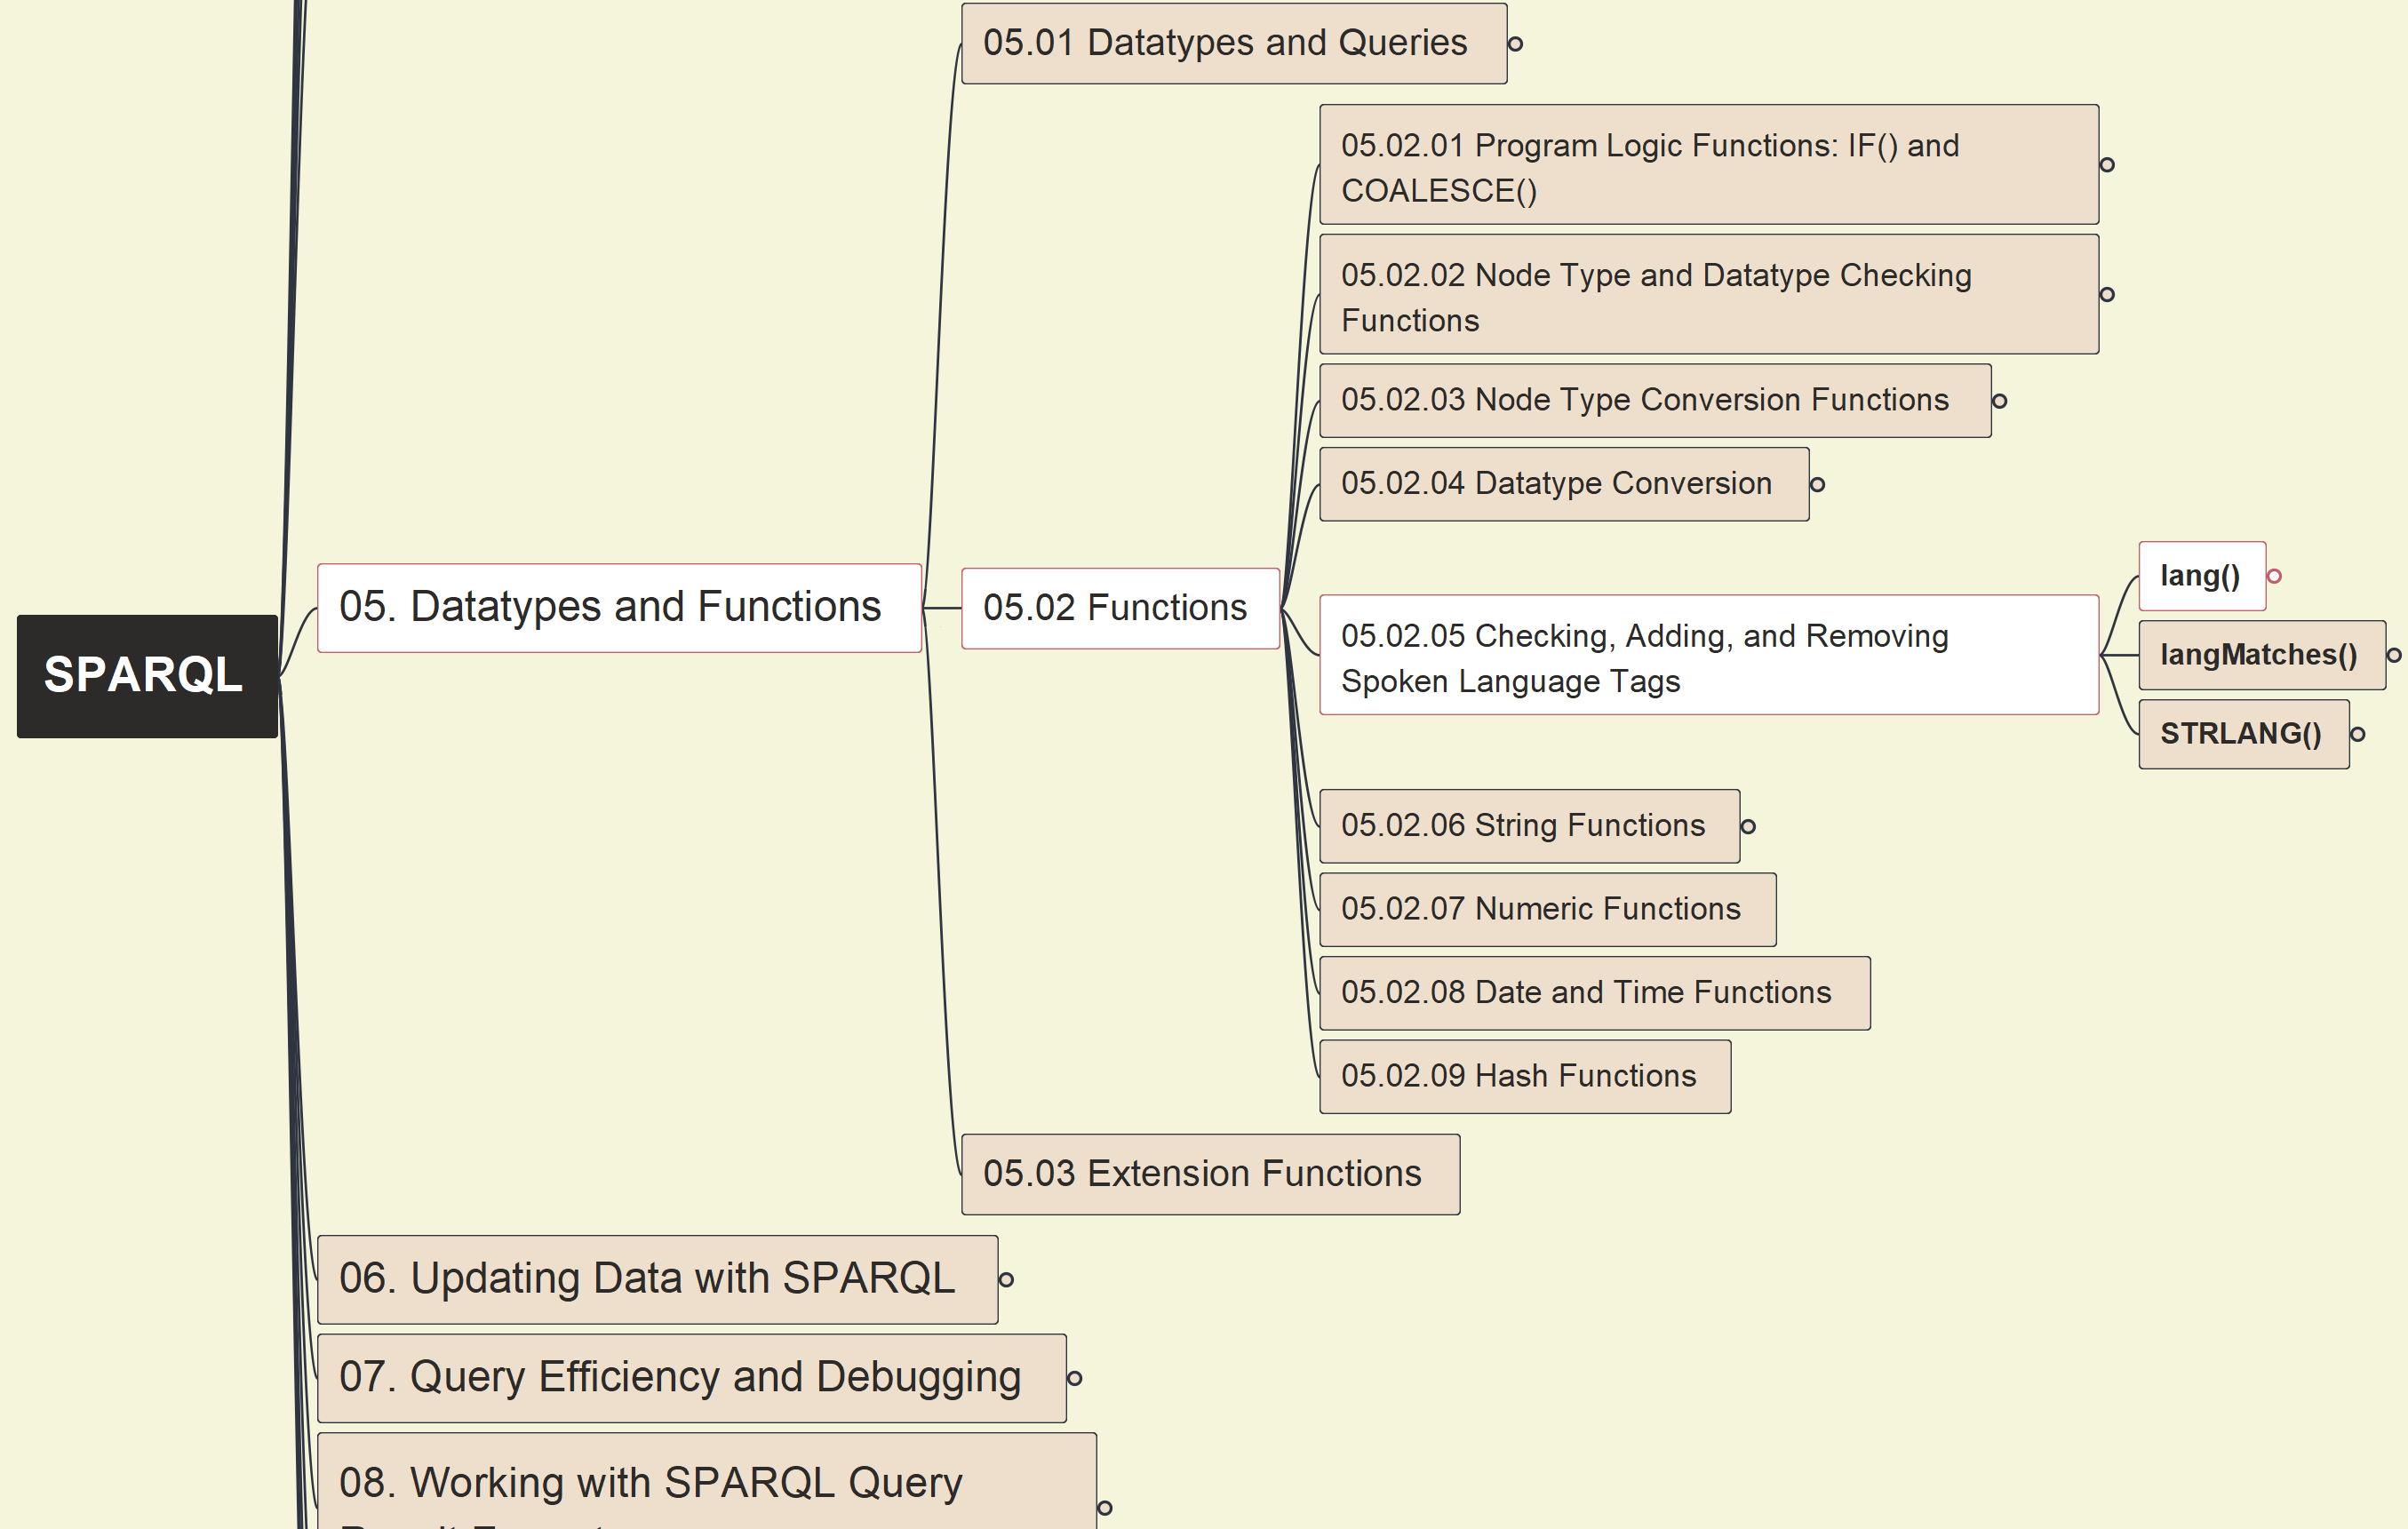 05.01 Datatypes and Queries
05.02.01 Program Logic Functions: IF() and
COALESCE()
05.02.02 Node Type and Datatype Checking
Functions
05.02.03 Node Type Conversion Functions
05.02.04 Datatype Conversion
SPARQL
05. Datatypes and Functions
05.02 Functions
05.02.05 Checking, Adding, and Removing
Spoken Language Tags
lang()
langMatches()
STRLANG()
05.02.06 String Functions
05.02.07 Numeric Functions
05.02.08 Date and Time Functions
05.02.09 Hash Functions
05.03 Extension Functions
06. Updating Data with SPARQL
07. Query Efficiency and Debugging
08. Working with SPARQL Query